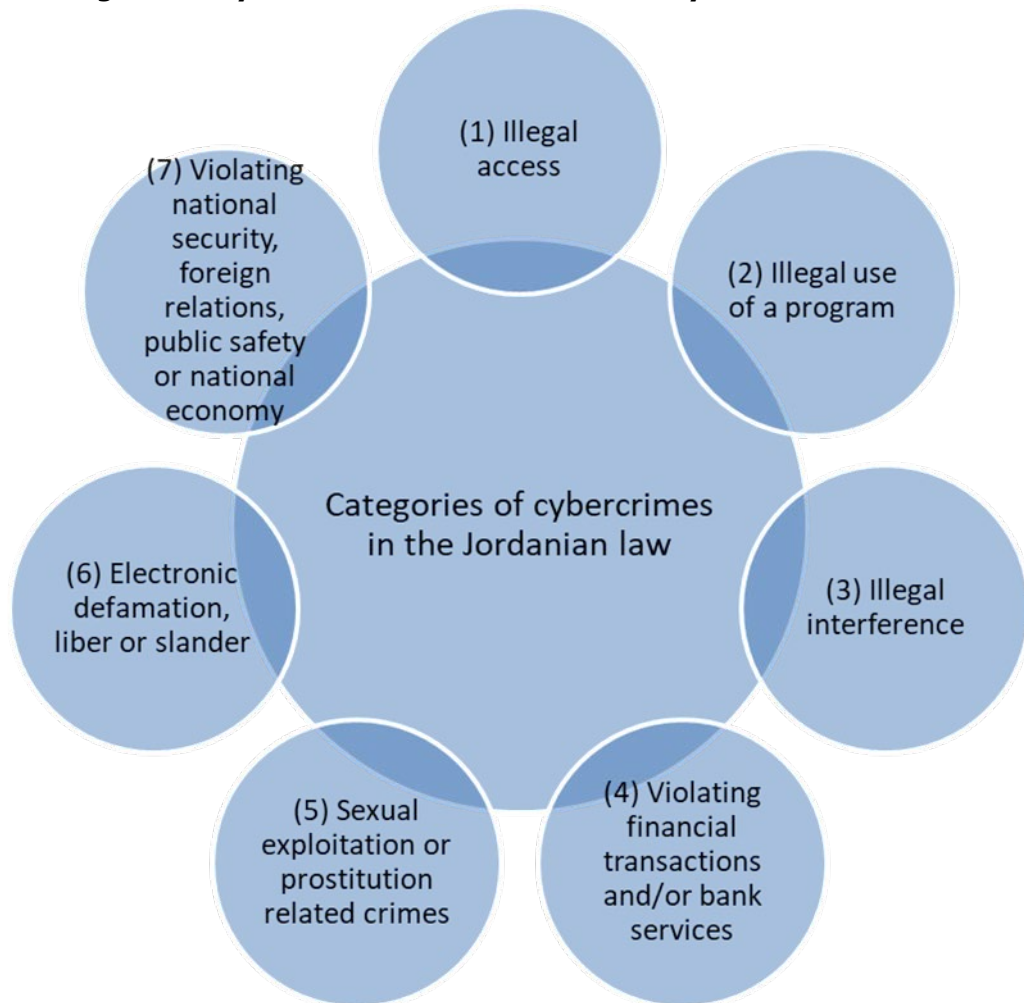 (1) Illegal
access
(2) Illegal use
of a program
(3) Illegal
interference
(4) Violating
financial
transactions
and/or bank
services
(5) Sexual
exploitation or
prostitution
related crimes
(6) Electronic
defamation,
liber or slander
(7) Violating
national
security,
foreign
relations,
public safety
or national
economy
Categories of cybercrimes
in the Jordanian law